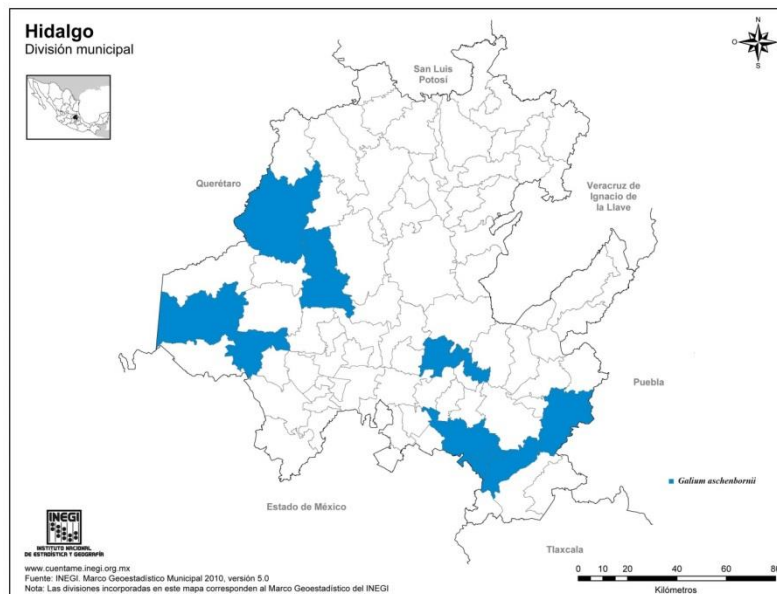 Hidalgo
División municipal
N
O
E
S
San Luis
Potosí
Querétaro
Veracruz de
Ignacio de
la Llave
Puebla
Galium aschenbornii
Estado de México
Tlaxcala
INEGI
INSTITUTO NACIONAL
DE ESTADÍSTICA Y GEOGRAFÍA
www.cuentame.inegi.org.mx
Fuente: INEGI. Marco Geoestadístico Municipal 2010, versión 5.0
Nota: Las divisiones incorporadas en este mapa corresponden al Marco Geoestadístico del INEGI
0 20 40 60 80
Kilómetros